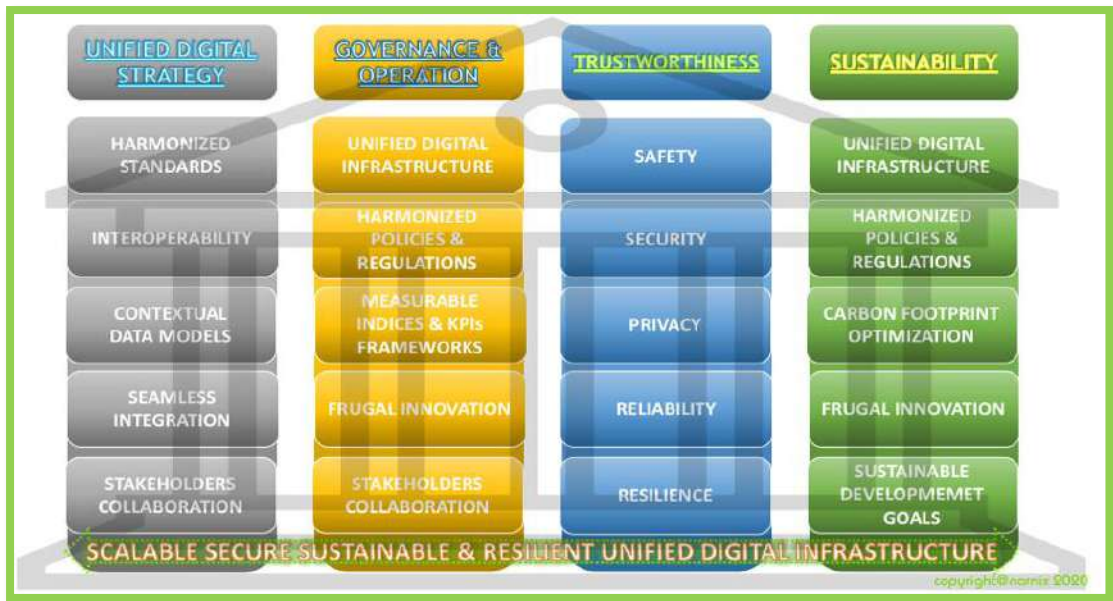 UNIFIED DIGITAL
STRATEGY
HARMONIZED
STANDARDS
INTEROPERABILITY
CONTEXTUAL
DATA MODELS
SEAMLESS
INTEGRATION
STAKEHOLDERS
COLLABORATION
GOVERNANCE &
OPERATION
UNIFIED DIGITAL
INFRASTRUCTURE
HARMONIZED
POLICIES &
REGULATIONS
MEASURABLE
INDICES & KPIs
FRAMEWORKS
FRUGAL INNOVATION
STAKEHOLDERS
COLLABORATION
TRUSTWORTHINESS
SAFETY
SECURITY
PRIVACY
RELIABILITY
RESILIENCE
SUSTAINABILITY
UNIFIED DIGITAL
INFRASTRUCTURE
HARMONIZED
POLICIES &
REGULATIONS
CARBON FOOTPRINT
OPTIMIZATION
FRUGAL INNOVATION
SUSTAINABLE
DEVELOPMEMET
GOALS
SCALABLE SECURE SUSTAINABLE & RESILIENT UNIFIED DIGITAL INFRASTRUCTURE
copyright@narnix 2020